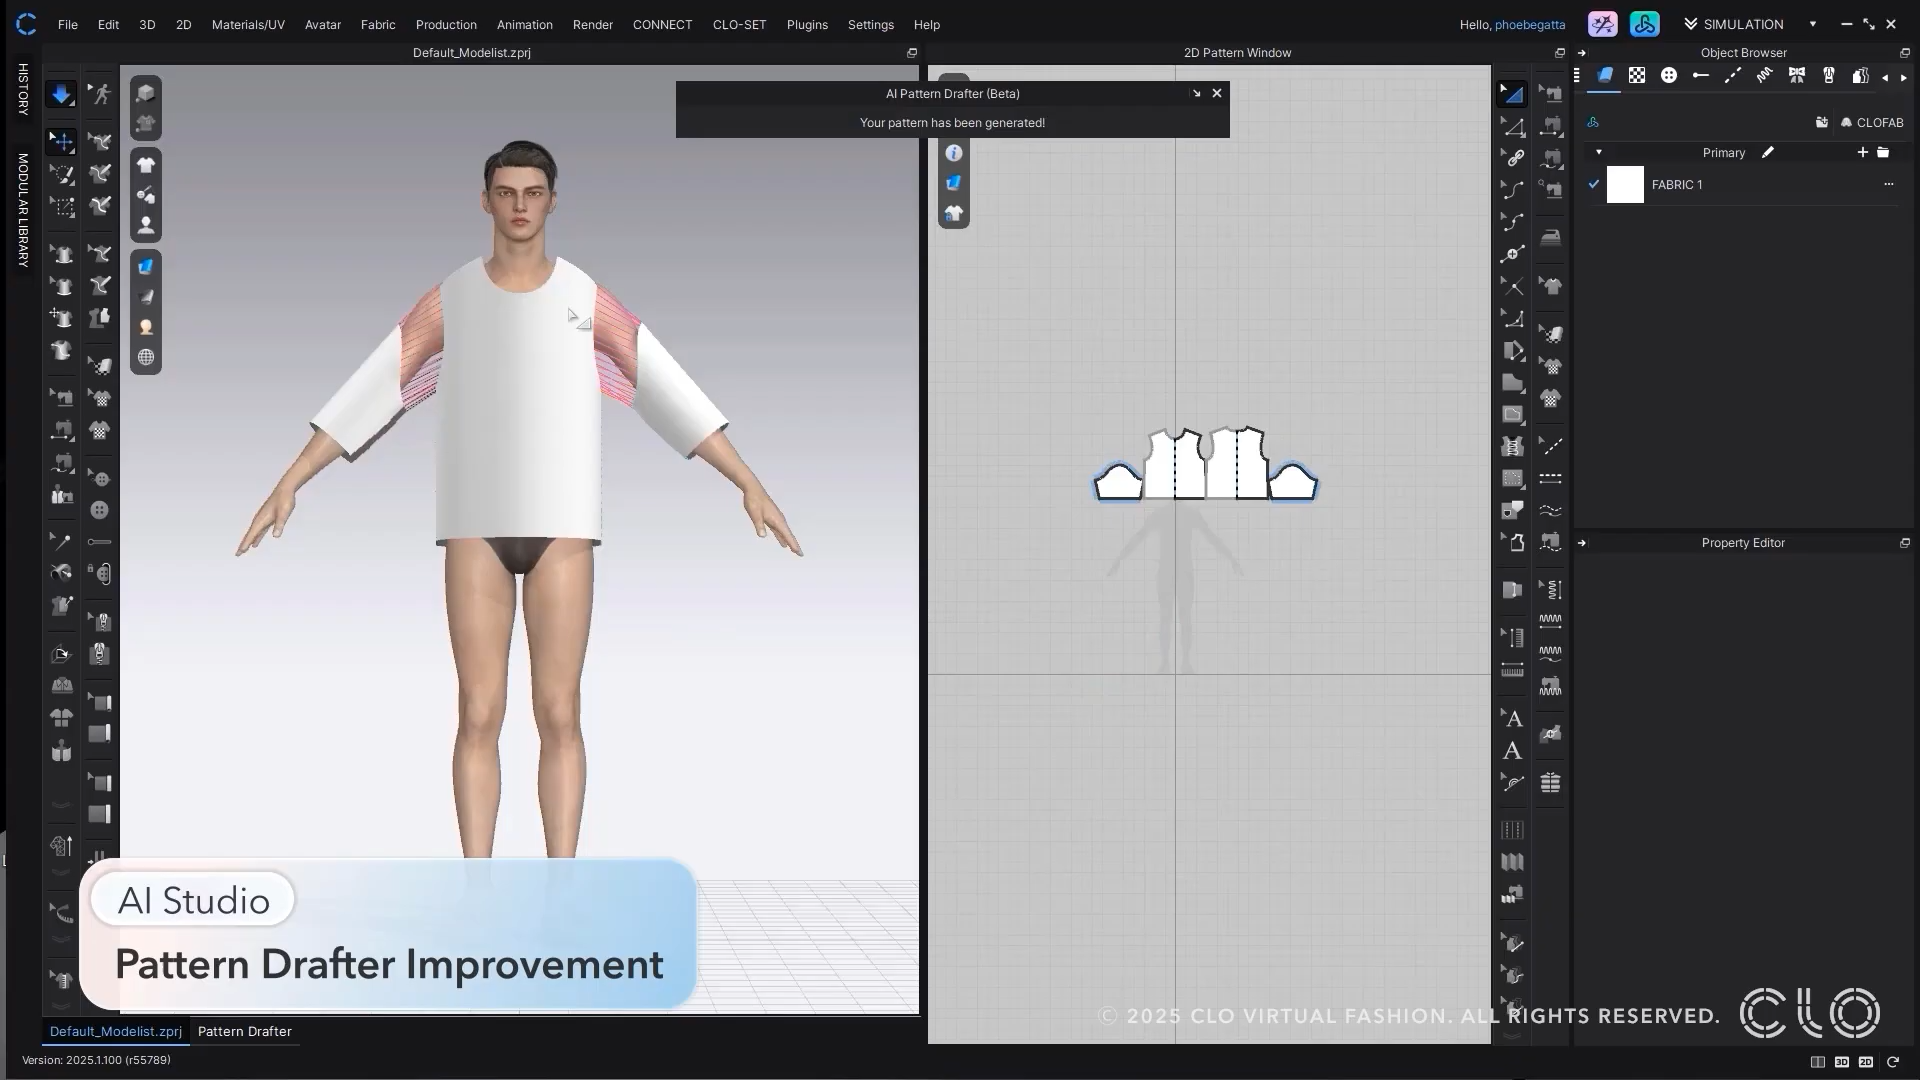 File Edit 3D 2D Materials/UV Avatar Fabric Production Animation Render CONNECT CLO-SET Plugins Settings Help
Hello, phoebegatta
SIMULATION
Default_Modelist.zprj
2D Pattern Window
Object Browser
HISTORY
MODULAR LIBRARY
AI Pattern Drafter (Beta)
Your pattern has been generated!
CLOFAB
Primary
FABRIC 1
Property Editor
A
A
AI Studio
Pattern Drafter Improvement
© 2025 CLO VIRTUAL FASHION. ALL RIGHTS RESERVED.
CLO
Default_Modelist.zprj Pattern Drafter
Version: 2025.1.100 (r55789)
3D 2D